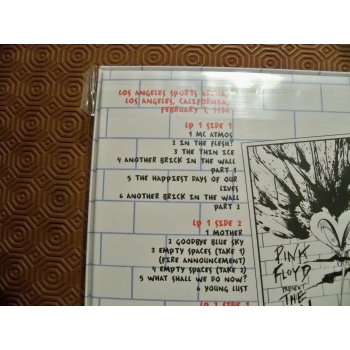 LOS ANGELES SPORTS
LOS ANGELES, CALIFORNIA,
FEBRUARY 7, 1980
LP 1 SIDE 1
1 MC ATMOS
2 IN THE FLESH?
3 THE THIN ICE
4 ANOTHER BRICK IN THE WALL
PART 1
5 THE HAPPIEST DAYS OF OUR
LIVES
6 ANOTHER BRICK IN THE WALL
PART 2
LP 1 SIDE 2
1 MOTHER
2 GOODBYE BLUE SKY
3 EMPTY SPACES (TAKE 1)
(FIRE ANNOUNCEMENT)
4 EMPTY SPACES (TAKE 2)
5 WHAT SHALL WE DO NOW?
6 YOUNG LUST
PINK
FLOYD
PRESENT
THE